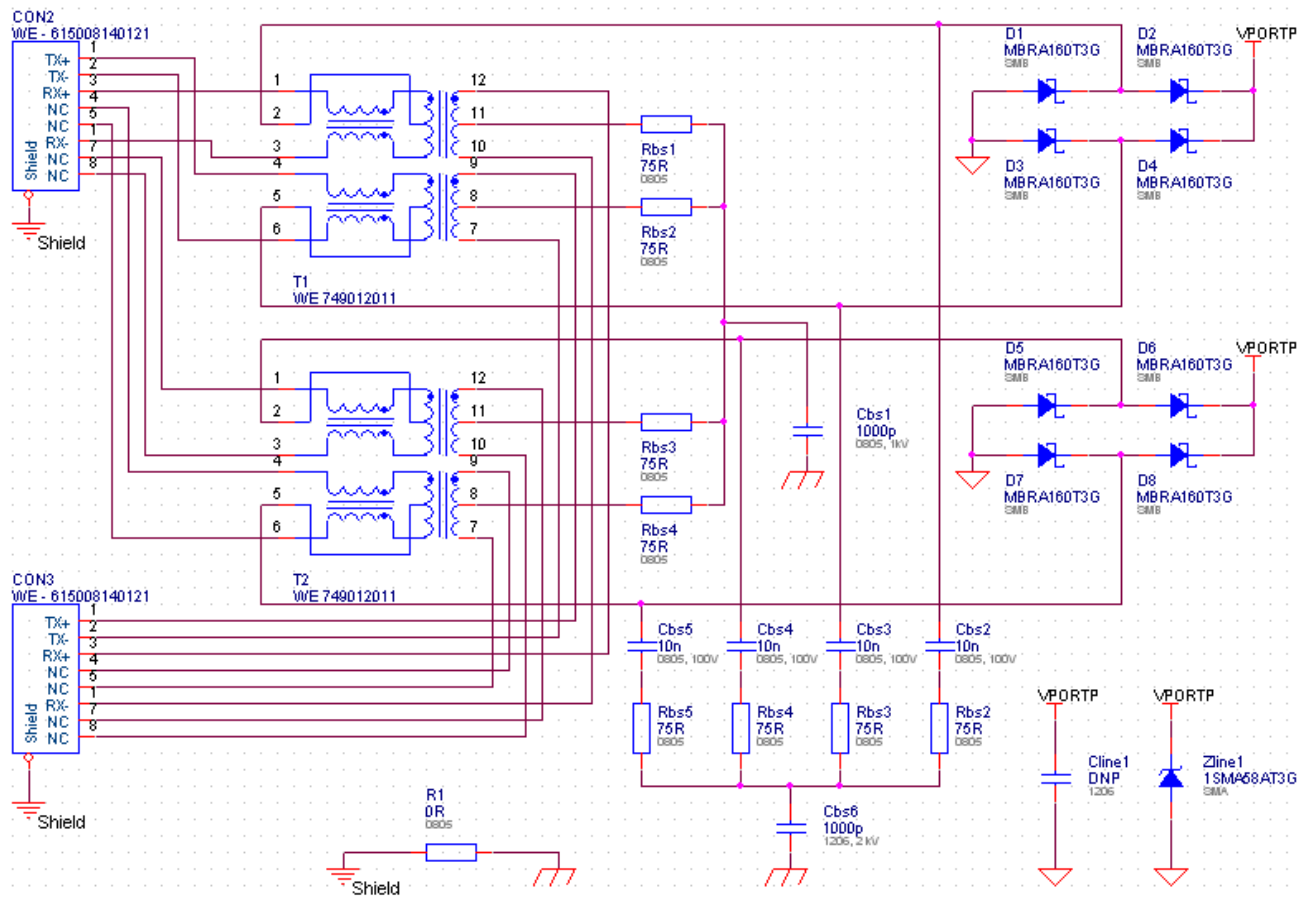 CON2
WE - 615008140121
1
TX+ 2
TX- 3
RX+ 4
NC 5
NC 1
RX- 7
NC 8
NC
Shield
Shield
1
2
3
4
5
6
12
11
10
9
8
7
T1
WE 749012011
Rbs1
75R
0805
Rbs2
75R
0805
D1
MBRA160T3G
SMB
D2
MBRA160T3G
SMB
VPORTP
D3
MBRA160T3G
SMB
D4
MBRA160T3G
SMB
1
2
3
4
5
6
12
11
10
9
8
7
T2
WE 749012011
Rbs3
75R
0805
Rbs4
75R
0805
Cbs1
1000p
0805, 1KV
D5
MBRA160T3G
SMB
D6
MBRA160T3G
SMB
VPORTP
D7
MBRA160T3G
SMB
D8
MBRA160T3G
SMB
CON3
WE - 615008140121
1
TX+ 2
TX- 3
RX+ 4
NC 5
NC 1
RX- 7
NC 8
NC
Shield
Shield
Cbs5
10n
0805, 100V
Cbs4
10n
0805, 100V
Cbs3
10n
0805, 100V
Cbs2
10n
0805, 100V
Rbs5
75R
0805
Rbs4
75R
0805
Rbs3
75R
0805
Rbs2
75R
0805
Cbs6
1000p
1206, 2KV
R1
0R
0805
Shield
VPORTP
Cline1
DNP
1206
VPORTP
Zline1
1SMA58AT3G
SMA